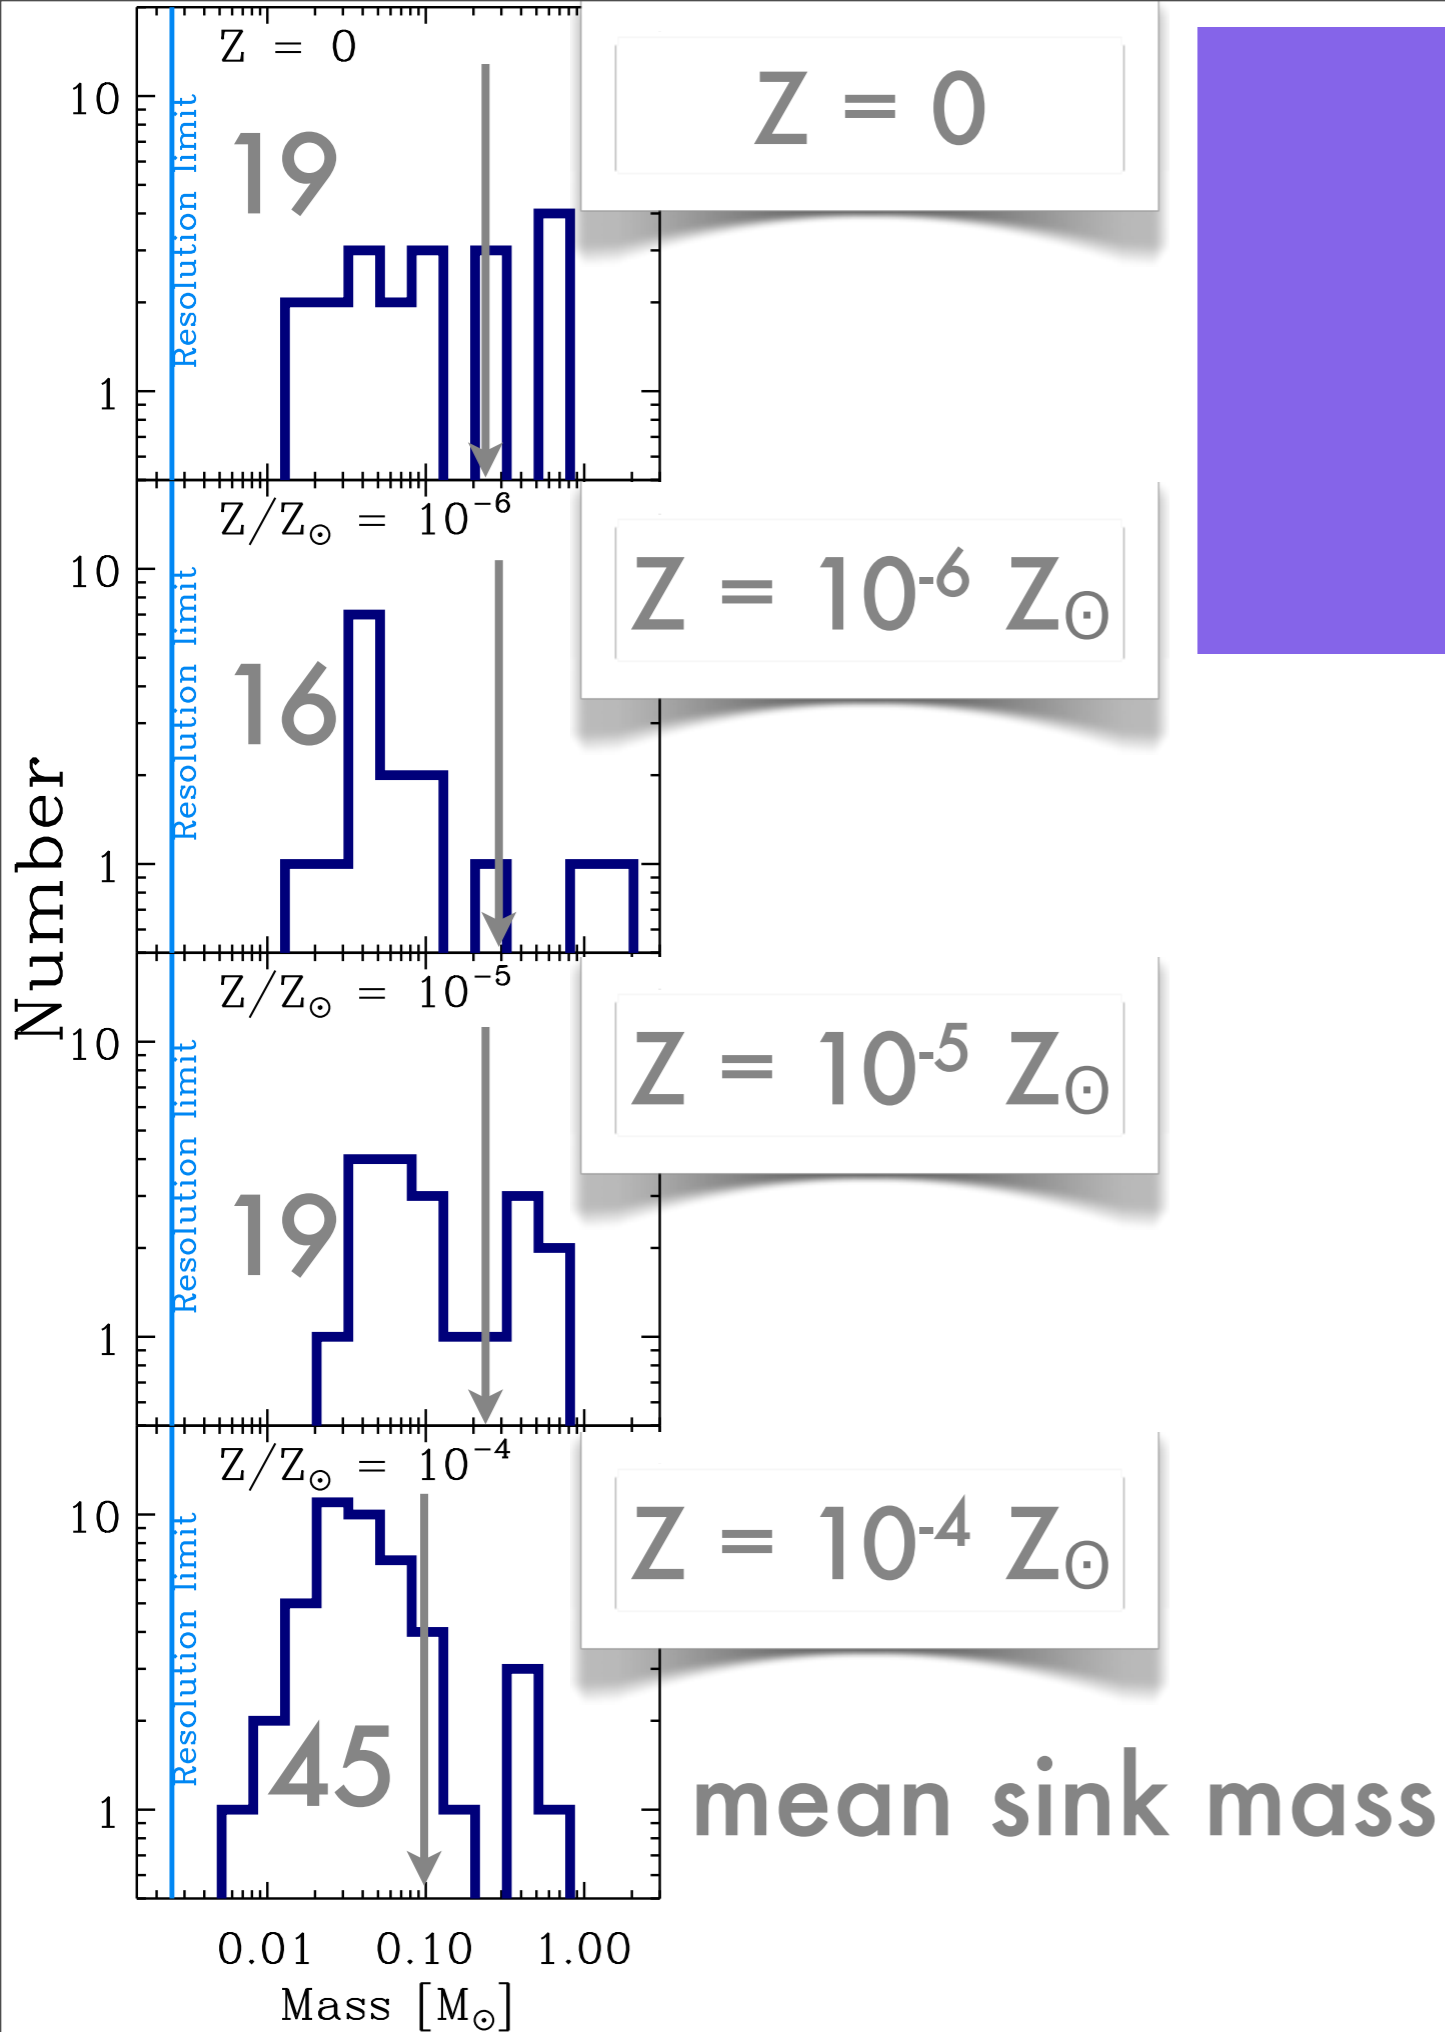 Number
Z = 0
10
19
Resolution limit
1
Z = 0
Z/Z☉ = 10⁻⁶
10
16
Resolution limit
1
Z = 10⁻⁶ Z☉
Z/Z☉ = 10⁻⁵
10
19
Resolution limit
1
Z = 10⁻⁵ Z☉
Z/Z☉ = 10⁻⁴
10
45
Resolution limit
1
Z = 10⁻⁴ Z☉
mean sink mass
0.01 0.10 1.00
Mass [M☉]